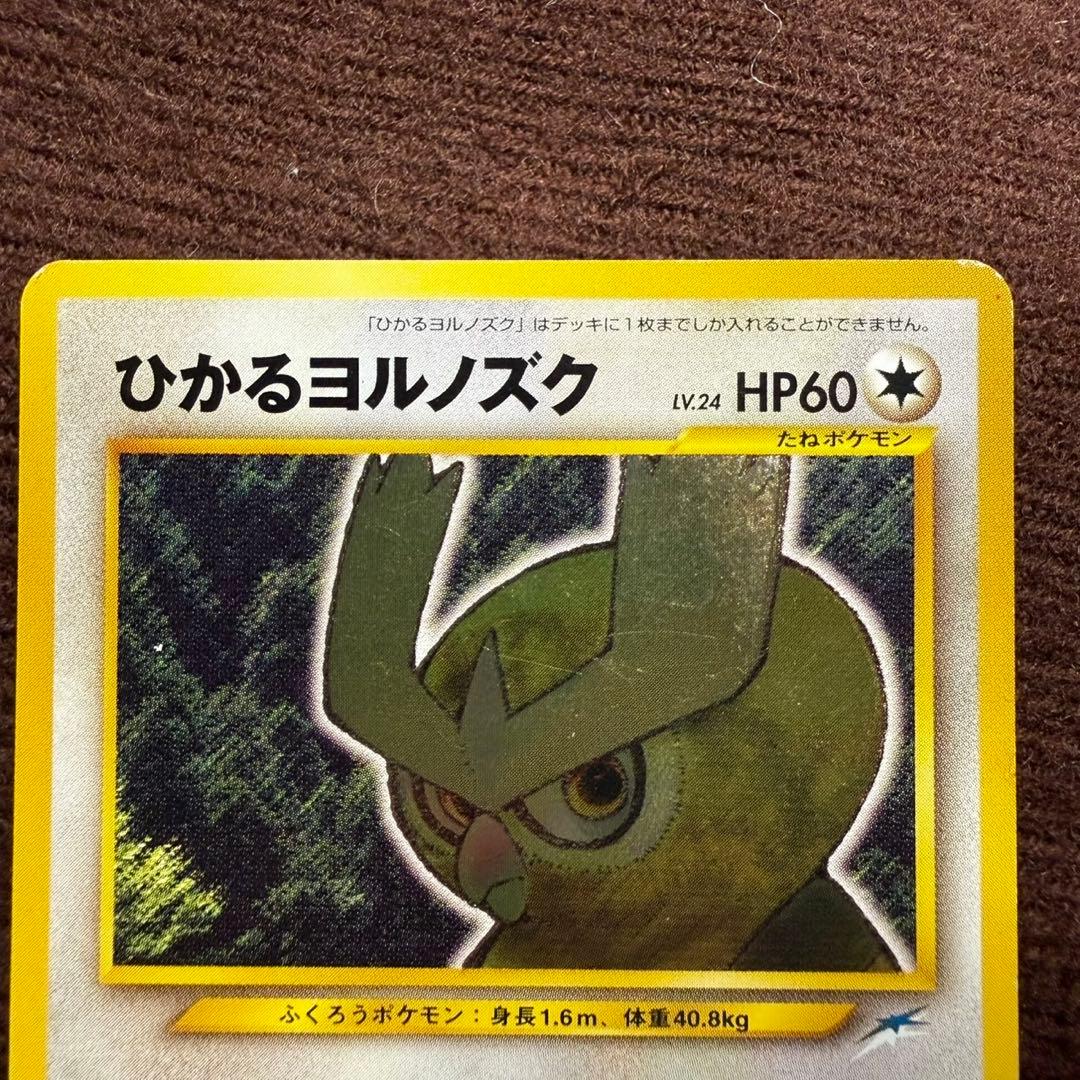 「ひかるヨルノズク」はデッキに1枚までしか入れることができません。
ひかるヨルノズク LV.24 HP60
たねポケモン
ふくろうポケモン：身長1.6m、体重40.8kg